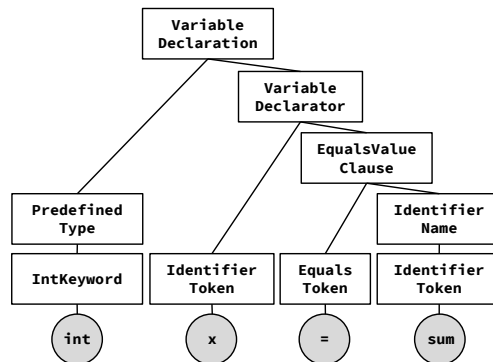 Variable
Declaration
Variable
Declarator
EqualsValue
Clause
Predefined
Type
Identifier
Name
IntKeyword
Identifier
Token
Equals
Token
Identifier
Token
int
x
=
sum